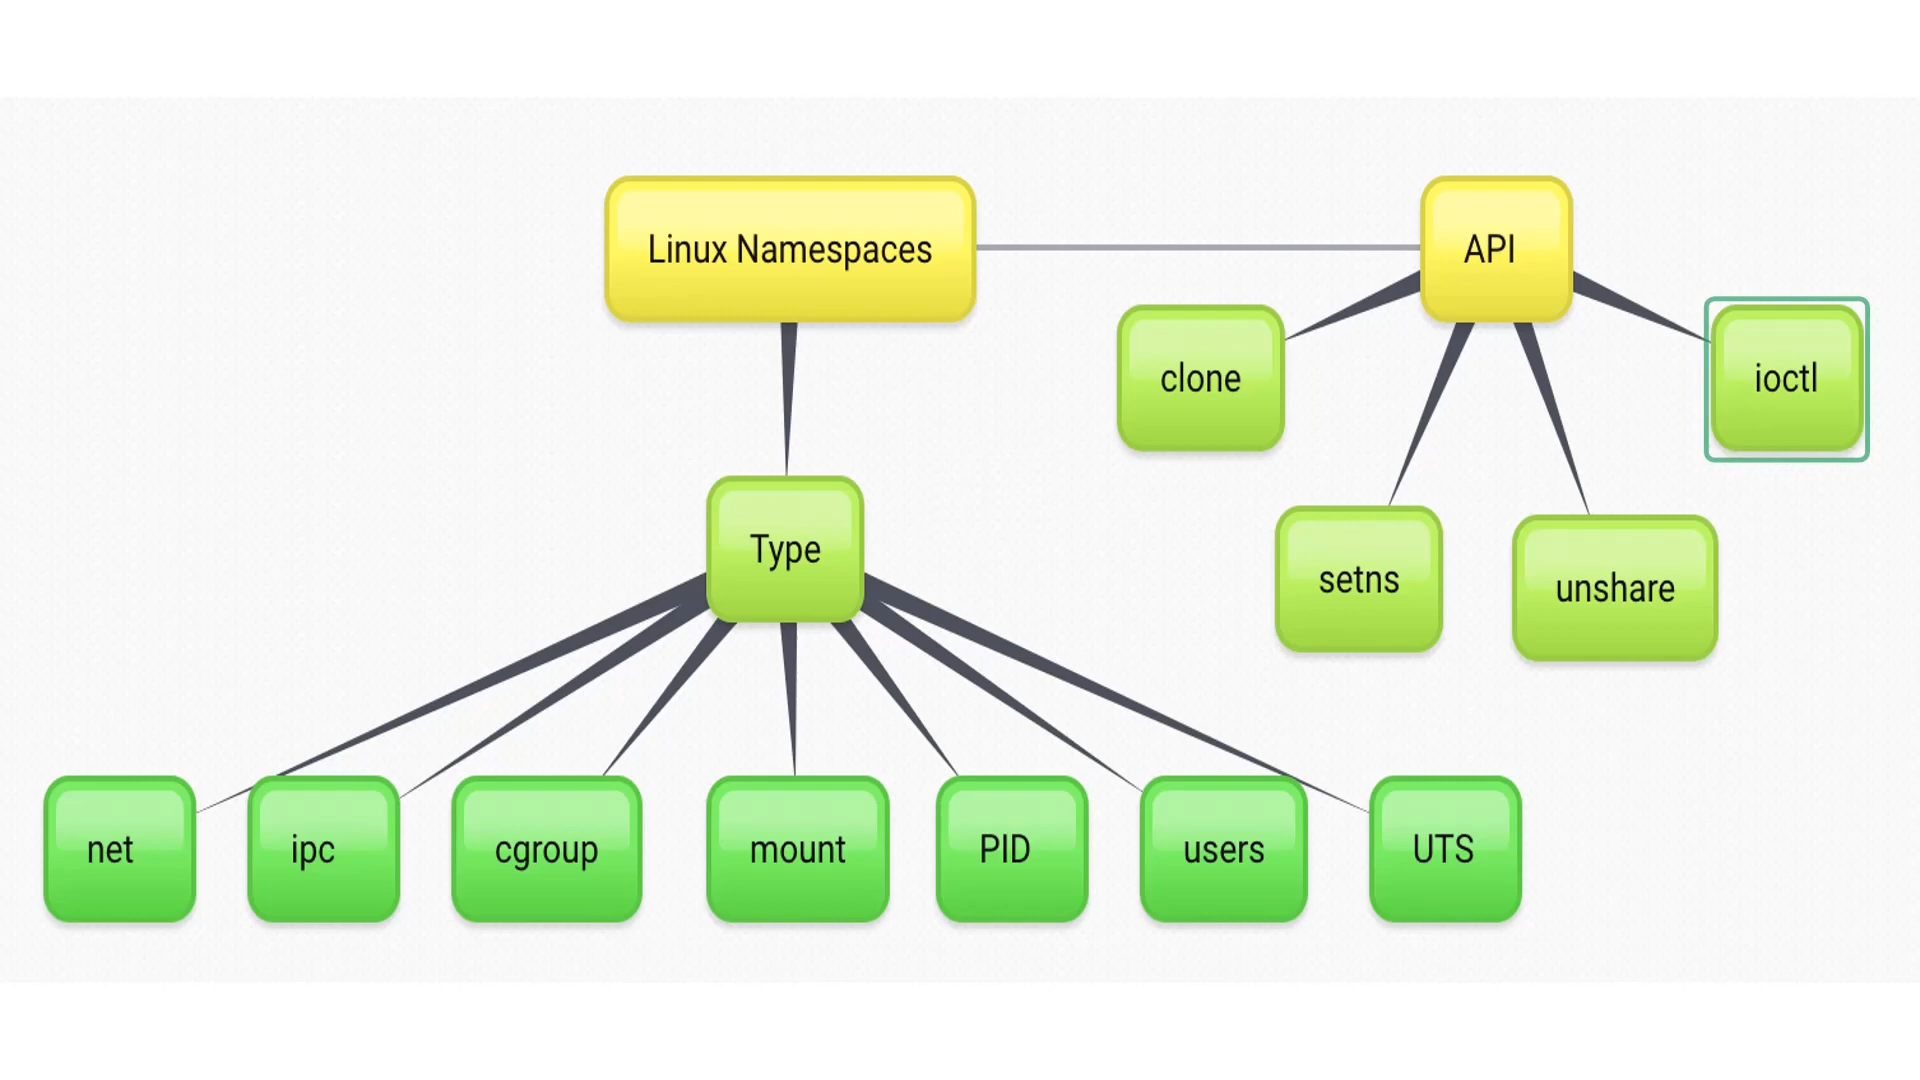 Linux Namespaces
API
clone
ioctl
Type
setns
unshare
net
ipc
cgroup
mount
PID
users
UTS